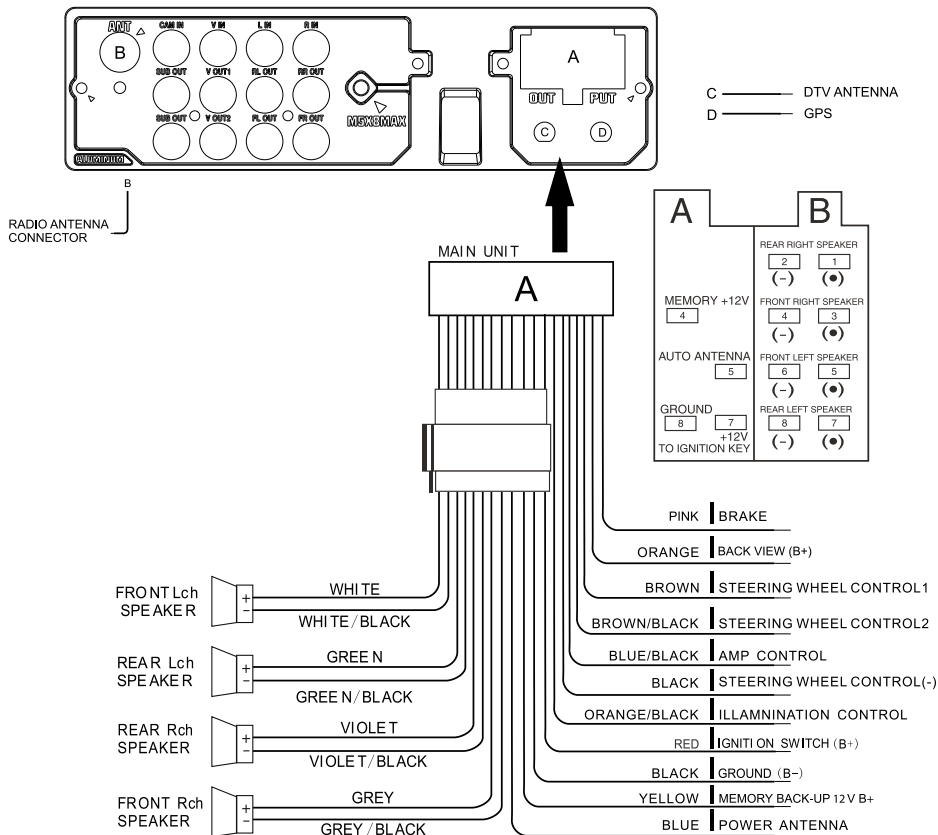 ANT
B
CAM IN
V IN
L IN
R IN
SUB OUT
V OUT1
RL OUT
RR OUT
SUB OUT
V OUT2
FL OUT
FR OUT
M5X8MAX
AUIMINUM
A
OUT PUT
C
D
C DTV ANTENNA
D GPS
B
RADIO ANTENNA
CONNECTOR
MAIN UNIT
A
A
B
REAR RIGHT SPEAKER
2 1
(-) (•)
MEMORY +12V
4
FRONT RIGHT SPEAKER
4 3
(-) (•)
AUTO ANTENNA
5
FRONT LEFT SPEAKER
6 5
(-) (•)
GROUND
8 7
+12V
TO IGNITION KEY
REAR LEFT SPEAKER
8 7
(-) (•)
PINK BRAKE
ORANGE BACK VIEW (B+)
BROWN STEERING WHEEL CONTROL1
BROWN/BLACK STEERING WHEEL CONTROL2
BLUE/BLACK AMP CONTROL
BLACK STEERING WHEEL CONTROL(-)
ORANGE/BLACK ILLAMNINATION CONTROL
RED IGNITION SWITCH (B+)
BLACK GROUND (B-)
YELLOW MEMORY BACK-UP 12V B+
BLUE POWER ANTENNA
FRONT Lch
SPEAKER
+
-
WHITE
WHITE/BLACK
REAR Lch
SPEAKER
+
-
GREEN
GREEN/BLACK
REAR Rch
SPEAKER
+
-
VIOLET
VIOLET/BLACK
FRONT Rch
SPEAKER
+
-
GREY
GREY/BLACK